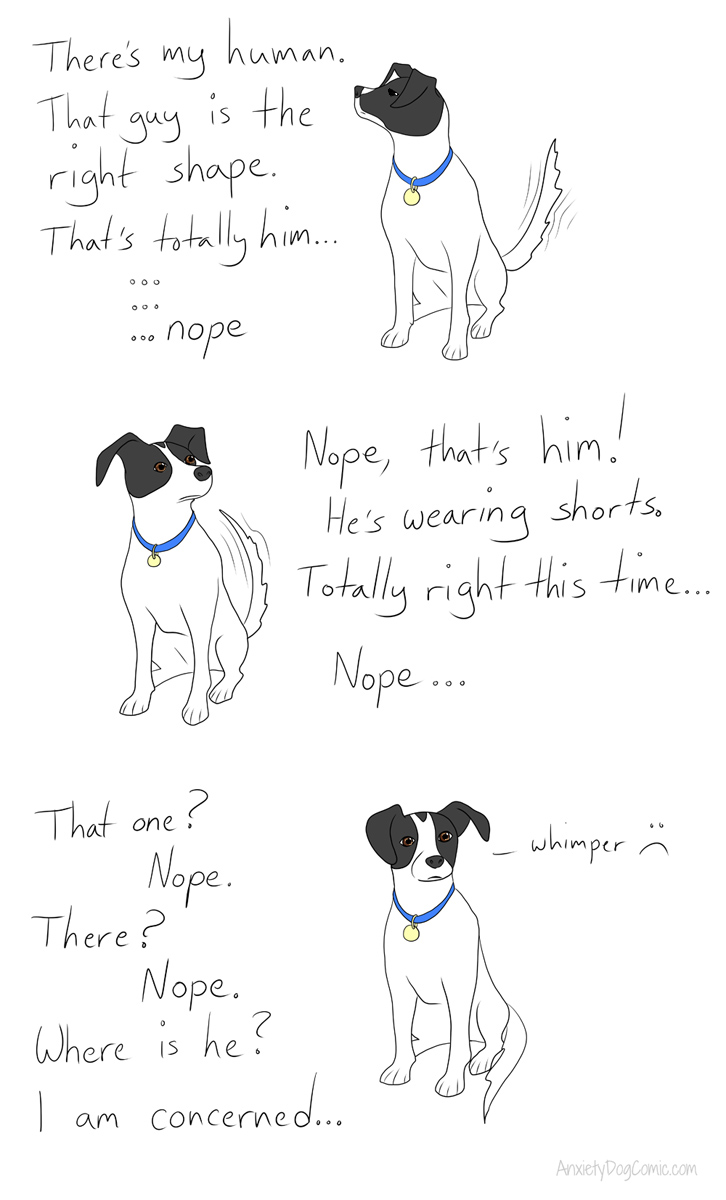 There's my human.
That guy is the
right shape.
That's totally him...
...
...
... nope
Nope, that's him!
He's wearing shorts.
Totally right this time...
Nope...
That one?
Nope.
There?
Nope.
Where is he?
I am concerned...
whimper :(
AnxietyDogComic.com